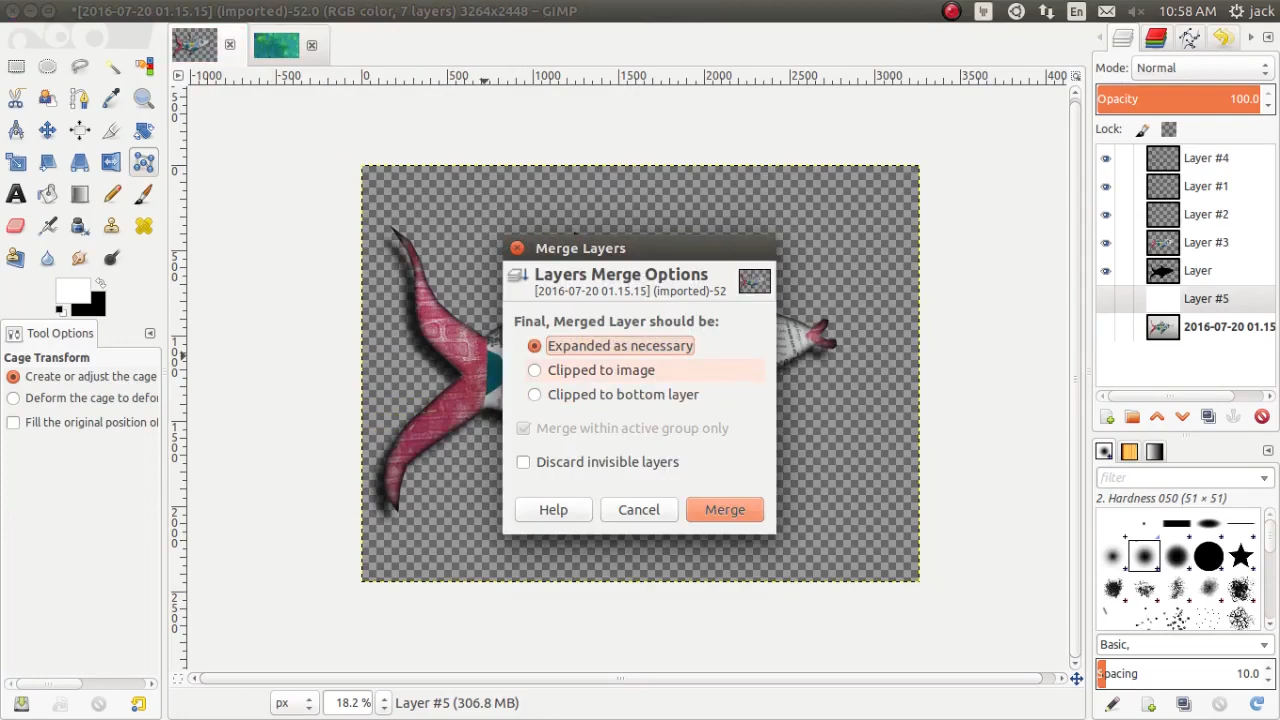 *[2016-07-20 01.15.15] (imported)-52.0 (RGB color, 7 layers) 3264x2448 – GIMP
En
10:58 AM
jack
-1000 -500 0 500 1000 1500 2000 2500 3000 3500 400
Mode: Normal
Opacity 100.0
Lock:
Layer #4
Layer #1
Layer #2
Layer #3
Layer
Layer #5
2016-07-20 01.15
Merge Layers
Layers Merge Options
[2016-07-20 01.15.15] (imported)-52
Final, Merged Layer should be:
Expanded as necessary
Clipped to image
Clipped to bottom layer
Merge within active group only
Discard invisible layers
Help Cancel Merge
Tool Options
Cage Transform
Create or adjust the cage
Deform the cage to defo
Fill the original position o
filter
2. Hardness 050 (51 × 51)
Basic,
Spacing 10.0
px 18.2 % Layer #5 (306.8 MB)